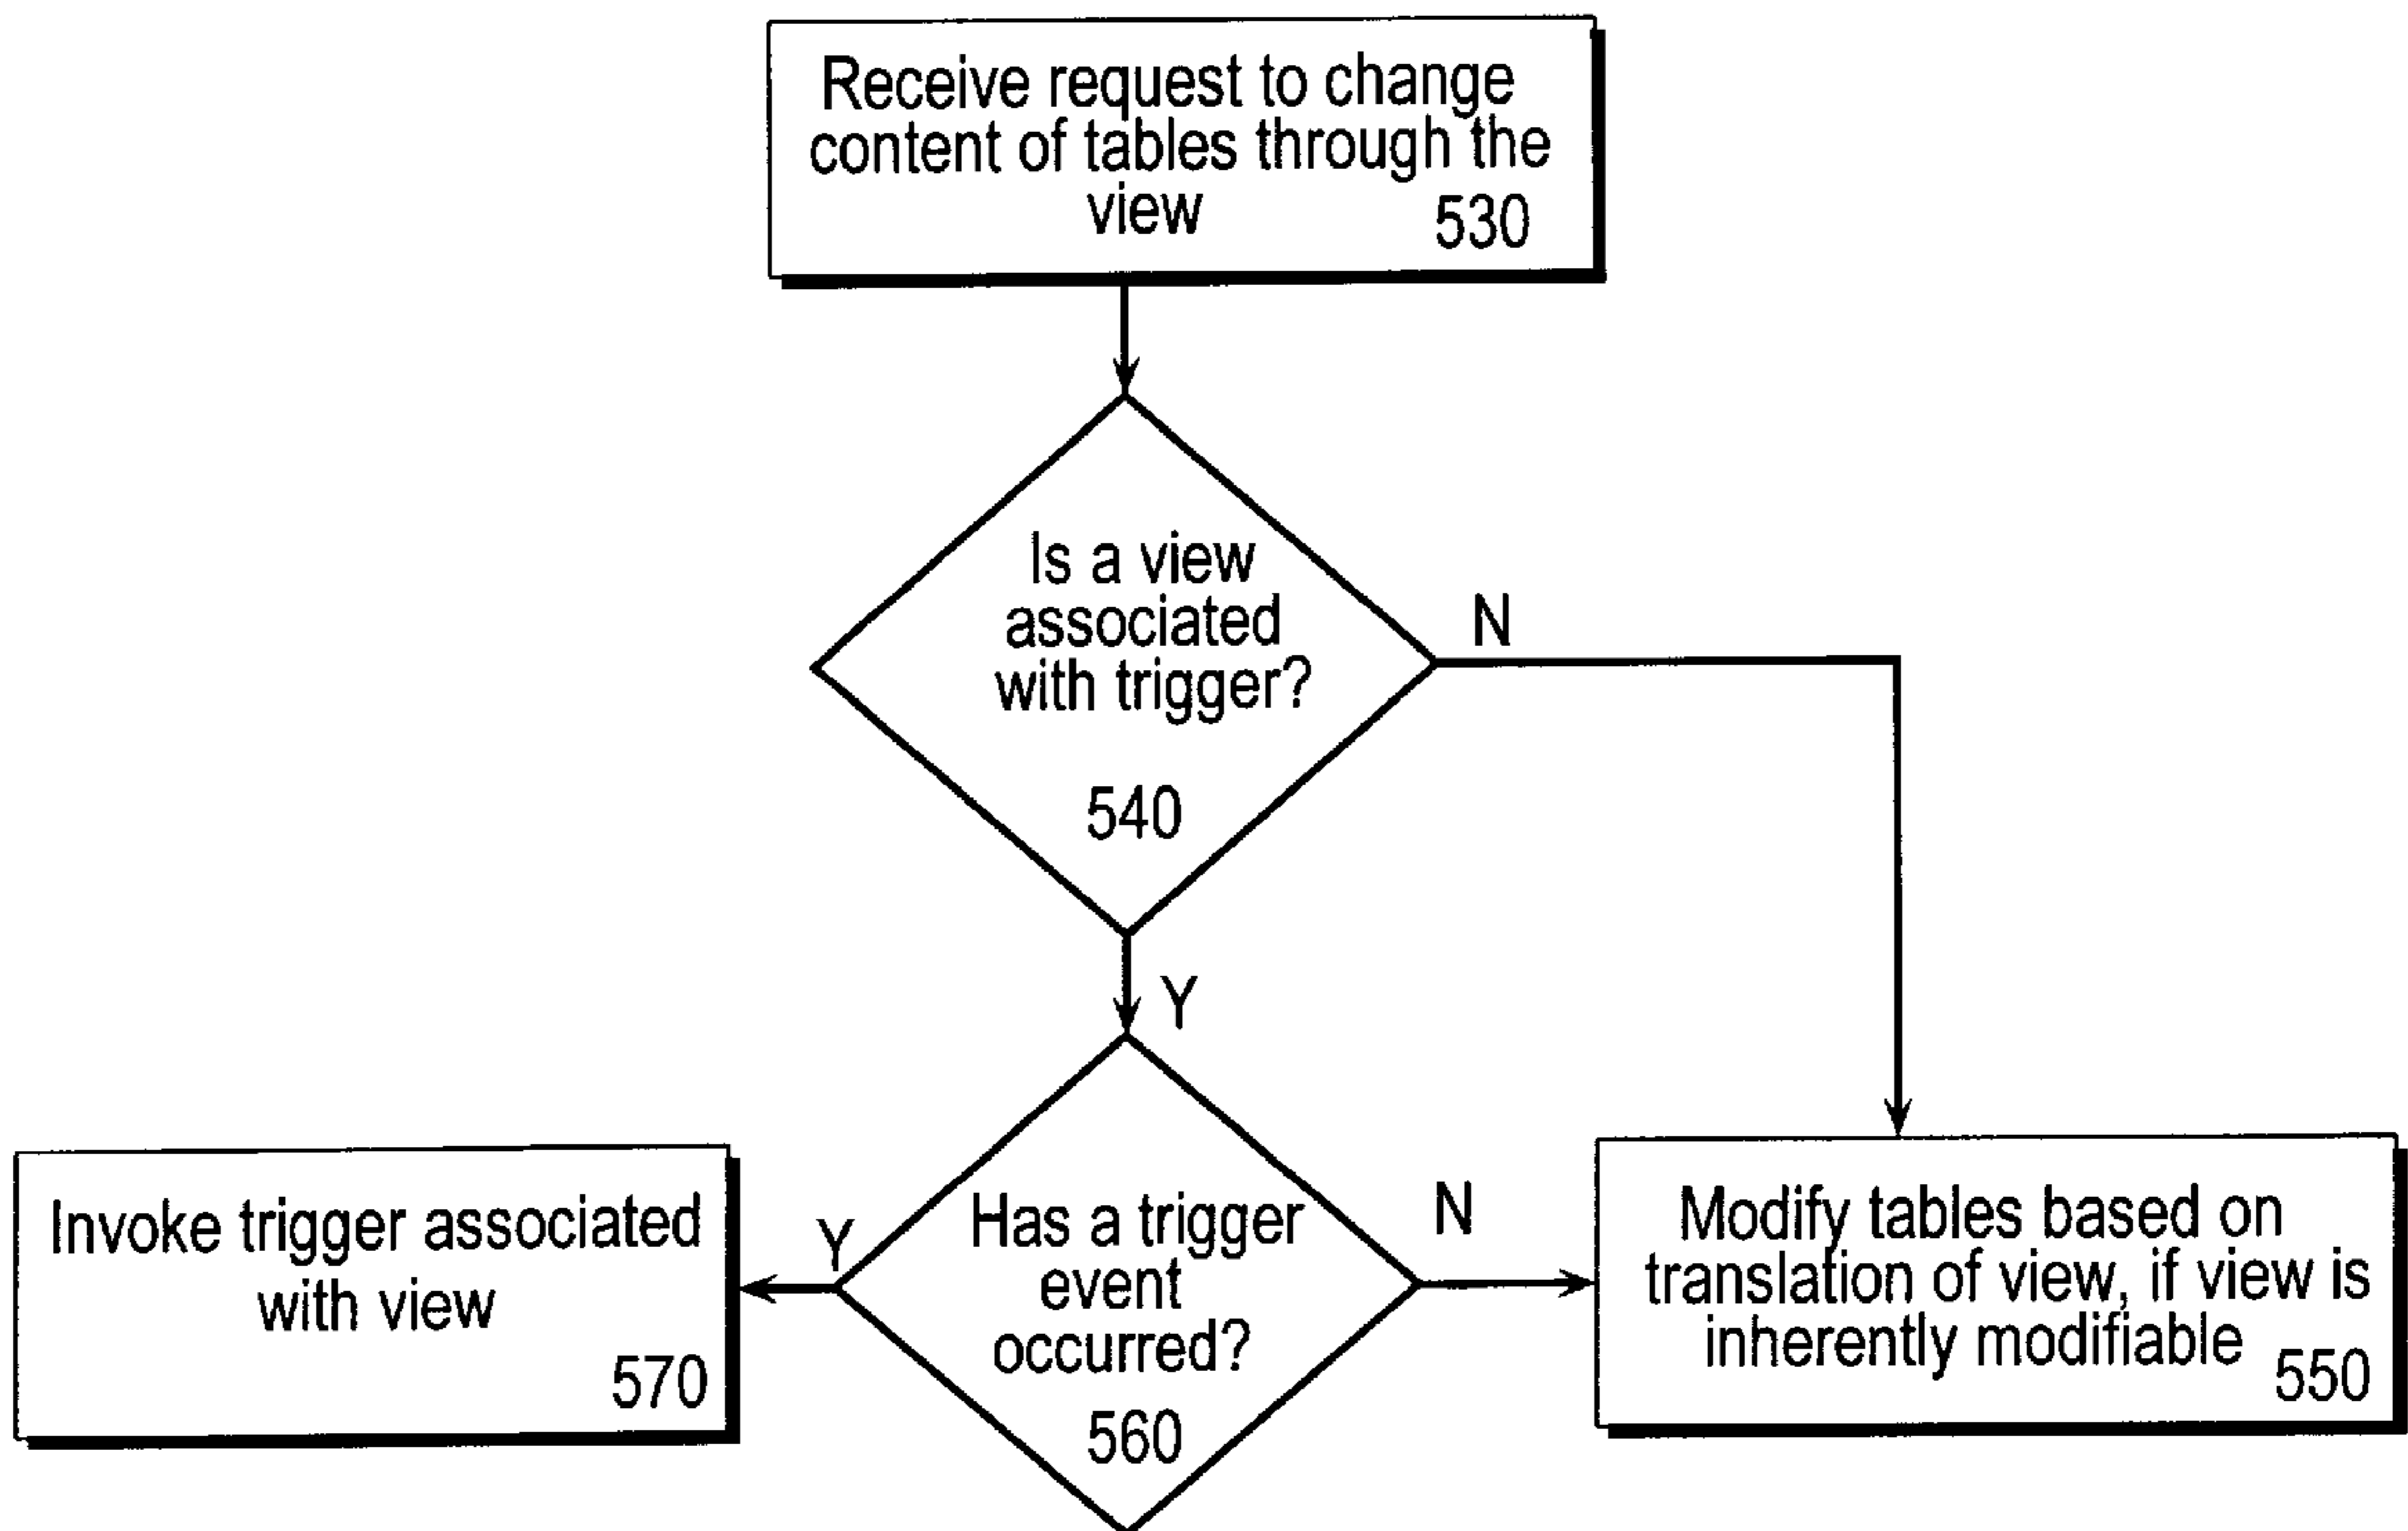 Receive request to change
content of tables through the
view 530
Is a view
associated
with trigger?
540
N
Y
Invoke trigger associated
with view
570
Y
Has a trigger
event
occurred?
560
N
Modify tables based on
translation of view, if view is
inherently modifiable 550